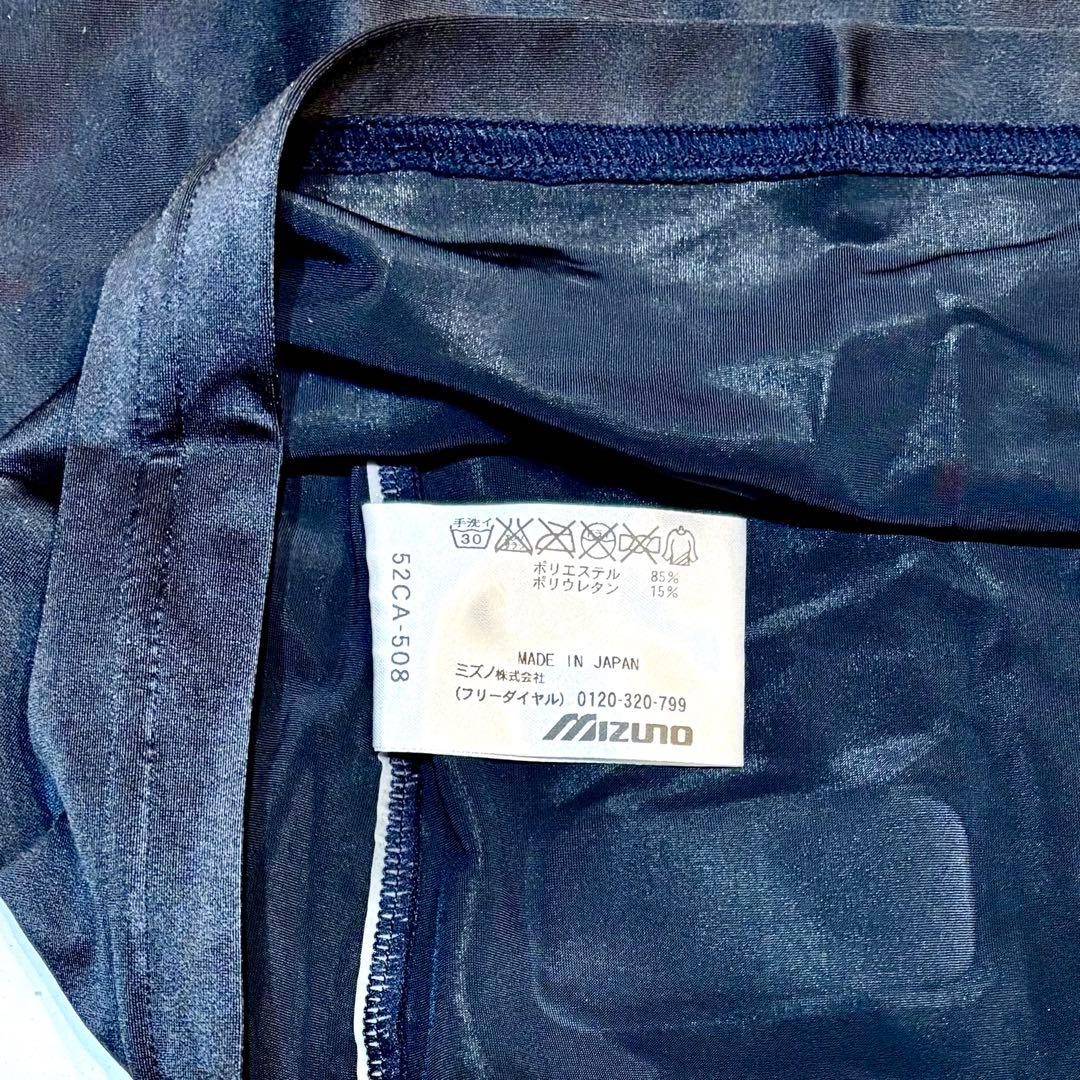 手洗イ
30
ポリエステル 85%
ポリウレタン 15%
MADE IN JAPAN
ミズノ株式会社
(フリーダイヤル) 0120-320-799
MIZUNO
52CA-508